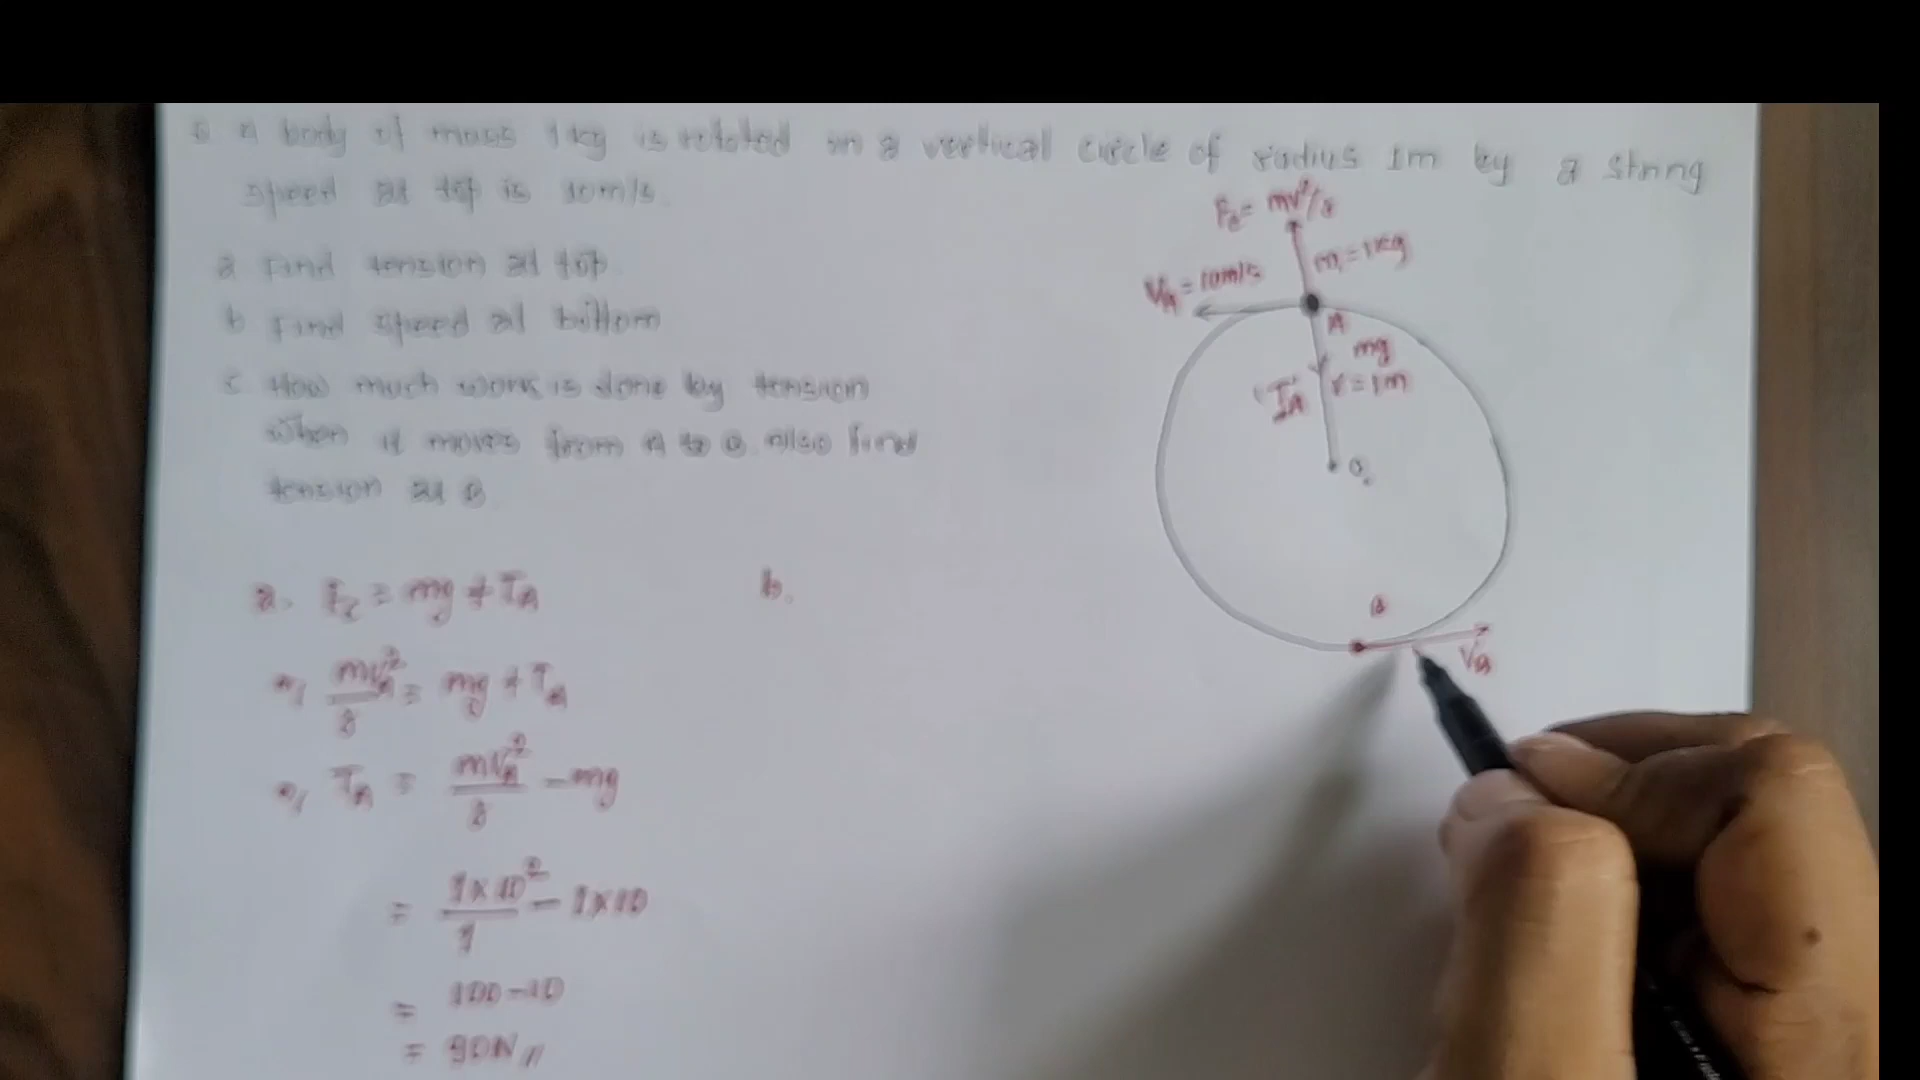 A body of mass 1kg is rotated in a vertical circle of radius 1m by a string
speed at top is 10m/s.
a Find tension at top.
b Find speed at bottom
c How much work is done by tension
when it moves from A to B. Also find
tension at B
Fc = mv²/r
m = 1kg
VA = 10m/s
A
mg
TA
r = 1m
O
B
VB
a. Fc = mg + TA
mVA²/r = mg + TA
TA = mVA²/r - mg
= 1×10²/1 - 1×10
= 100-10
= 90N //
b.